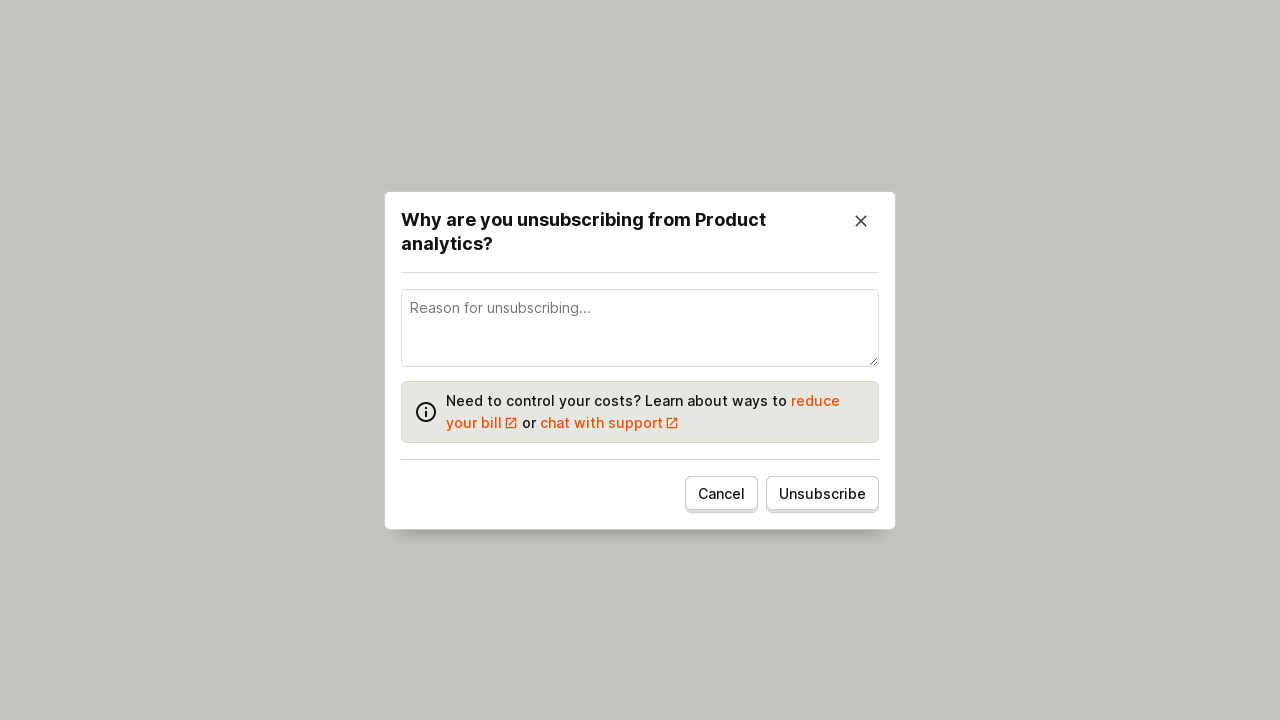 Why are you unsubscribing from Product
analytics?
Reason for unsubscribing...
Need to control your costs? Learn about ways to reduce
your bill or chat with support
Cancel Unsubscribe